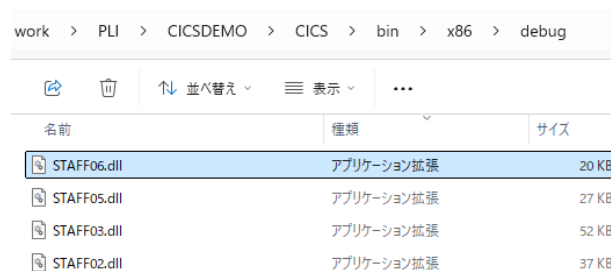 work > PLI > CICSDEMO > CICS > bin > x86 > debug
並べ替え 表示 ...
名前 種類 サイズ
STAFF06.dll アプリケーション拡張 20 KB
STAFF05.dll アプリケーション拡張 27 KB
STAFF03.dll アプリケーション拡張 52 KB
STAFF02.dll アプリケーション拡張 37 KB